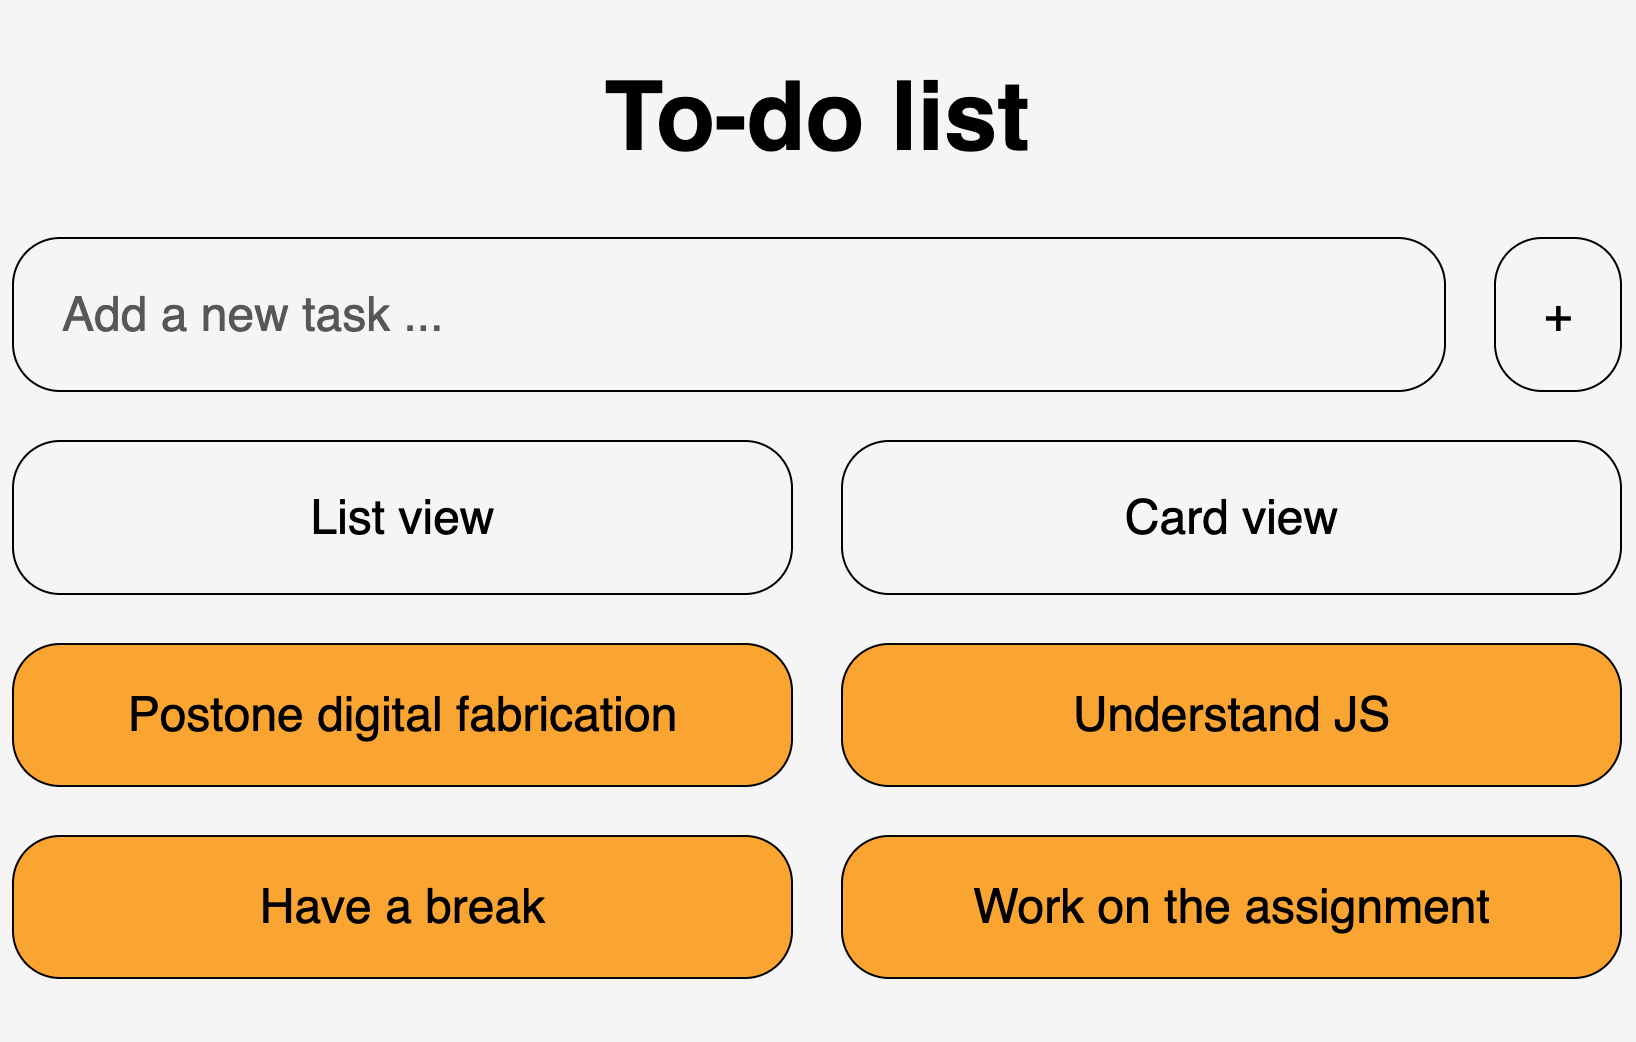 To-do list
Add a new task ...
+
List view
Card view
Postone digital fabrication
Understand JS
Have a break
Work on the assignment